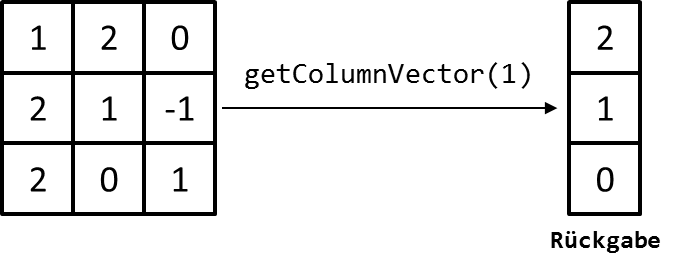 1 2 0 2
getColumnVector(1)
2 1 -1 1
2 0 1 0
Rückgabe